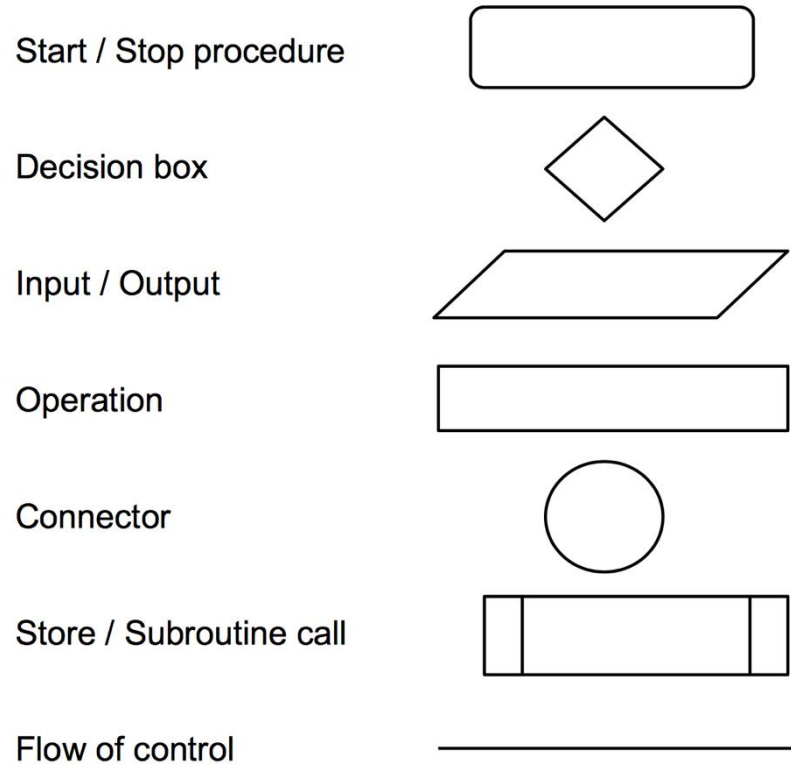 Start / Stop procedure
Decision box
Input / Output
Operation
Connector
Store / Subroutine call
Flow of control